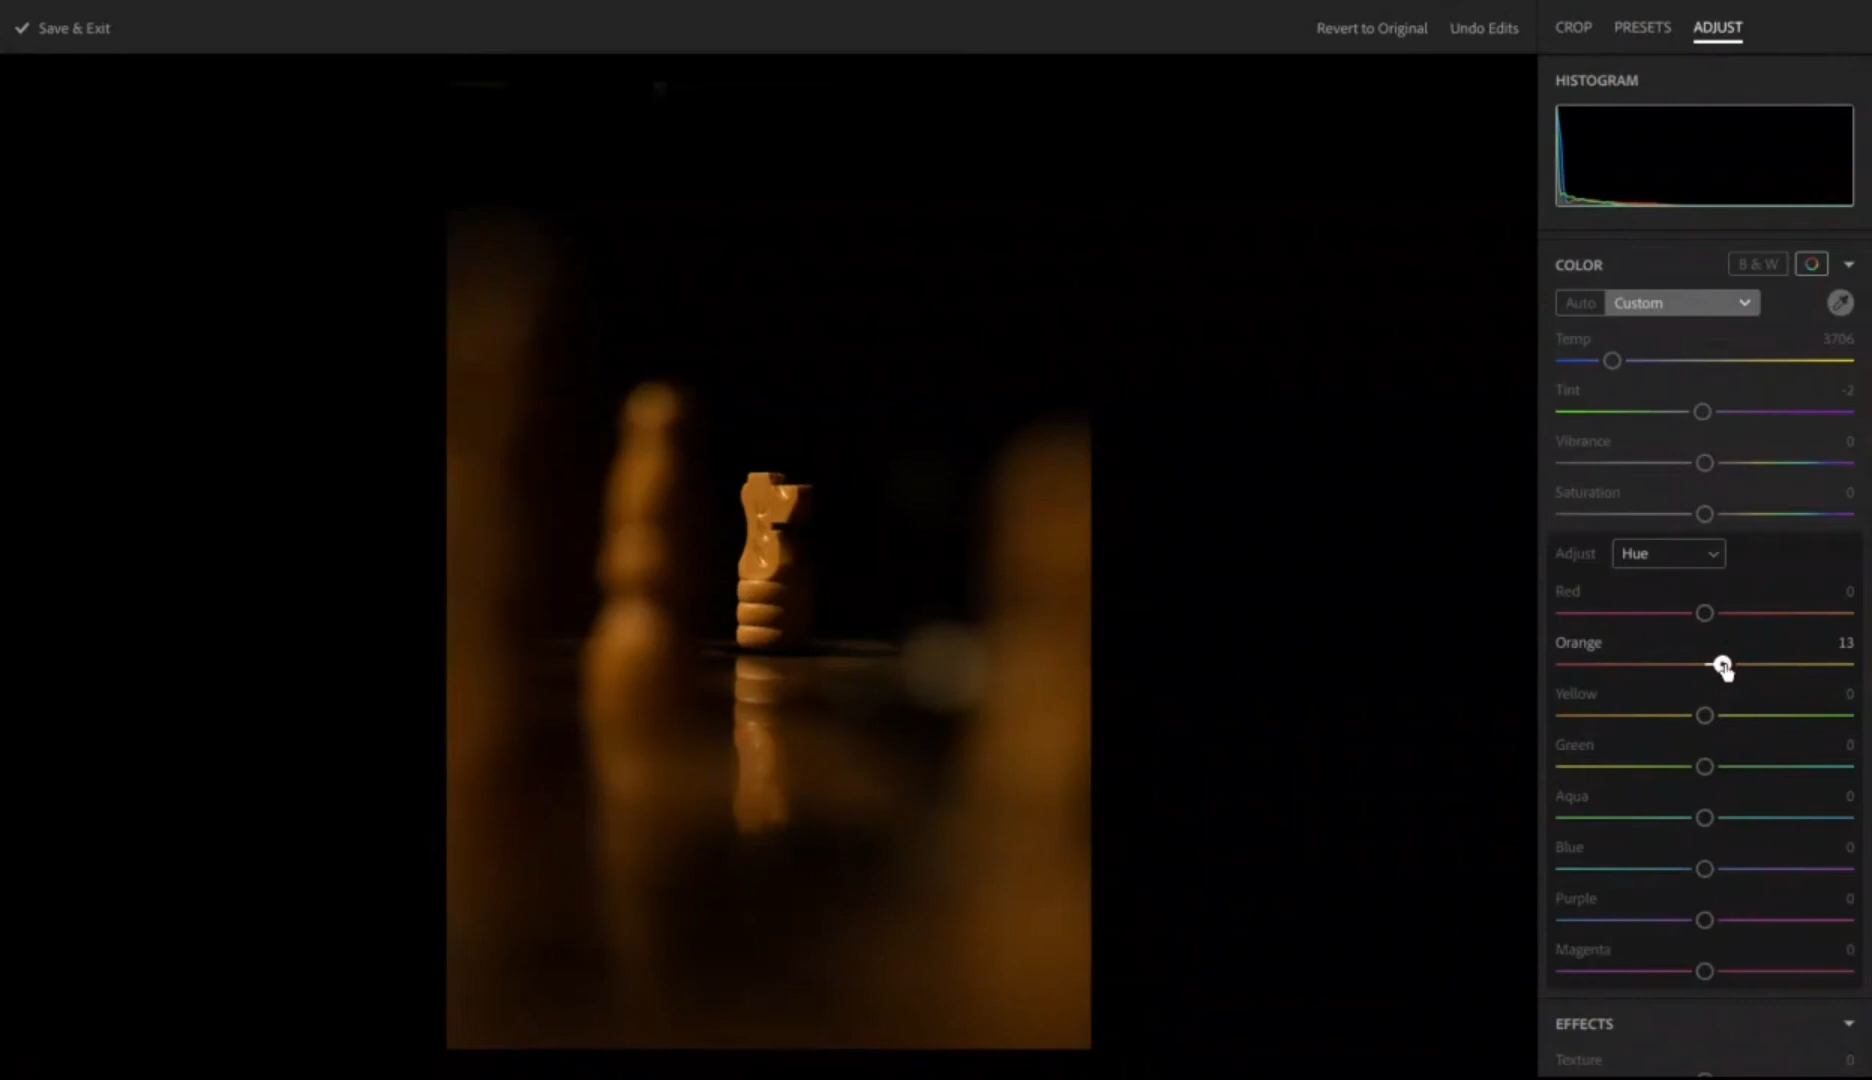 Save & Exit
Revert to Original
Undo Edits
CROP
PRESETS
ADJUST
HISTOGRAM
COLOR
B & W
Auto
Custom
Temp
3706
Tint
-2
Vibrance
0
Saturation
0
Adjust
Hue
Red
0
Orange
13
Yellow
0
Green
0
Aqua
0
Blue
0
Purple
0
Magenta
0
EFFECTS
Texture
0